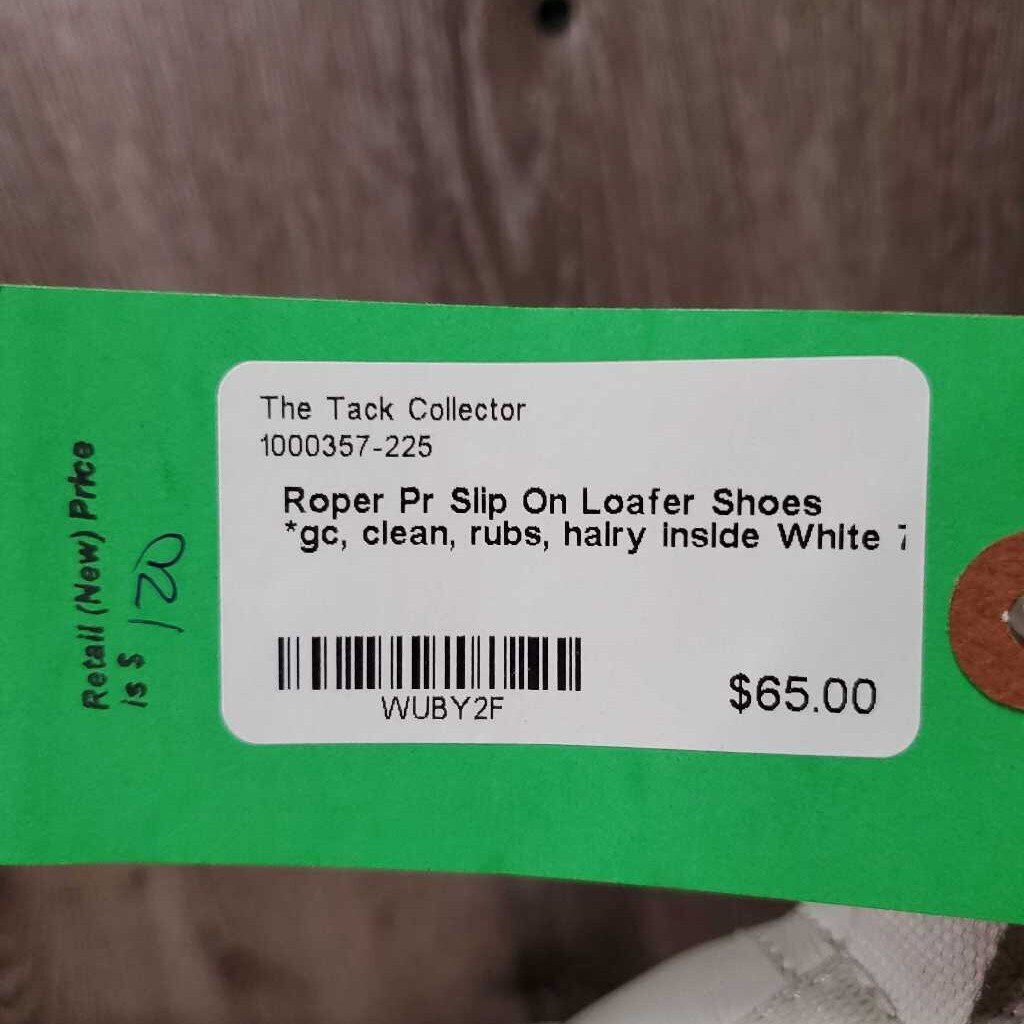 The Tack Collector
1000357-225
Roper Pr Slip On Loafer Shoes
*gc, clean, rubs, hairy inside White 7
WUBY2F
$65.00
Retail (New) Price
is $ 120